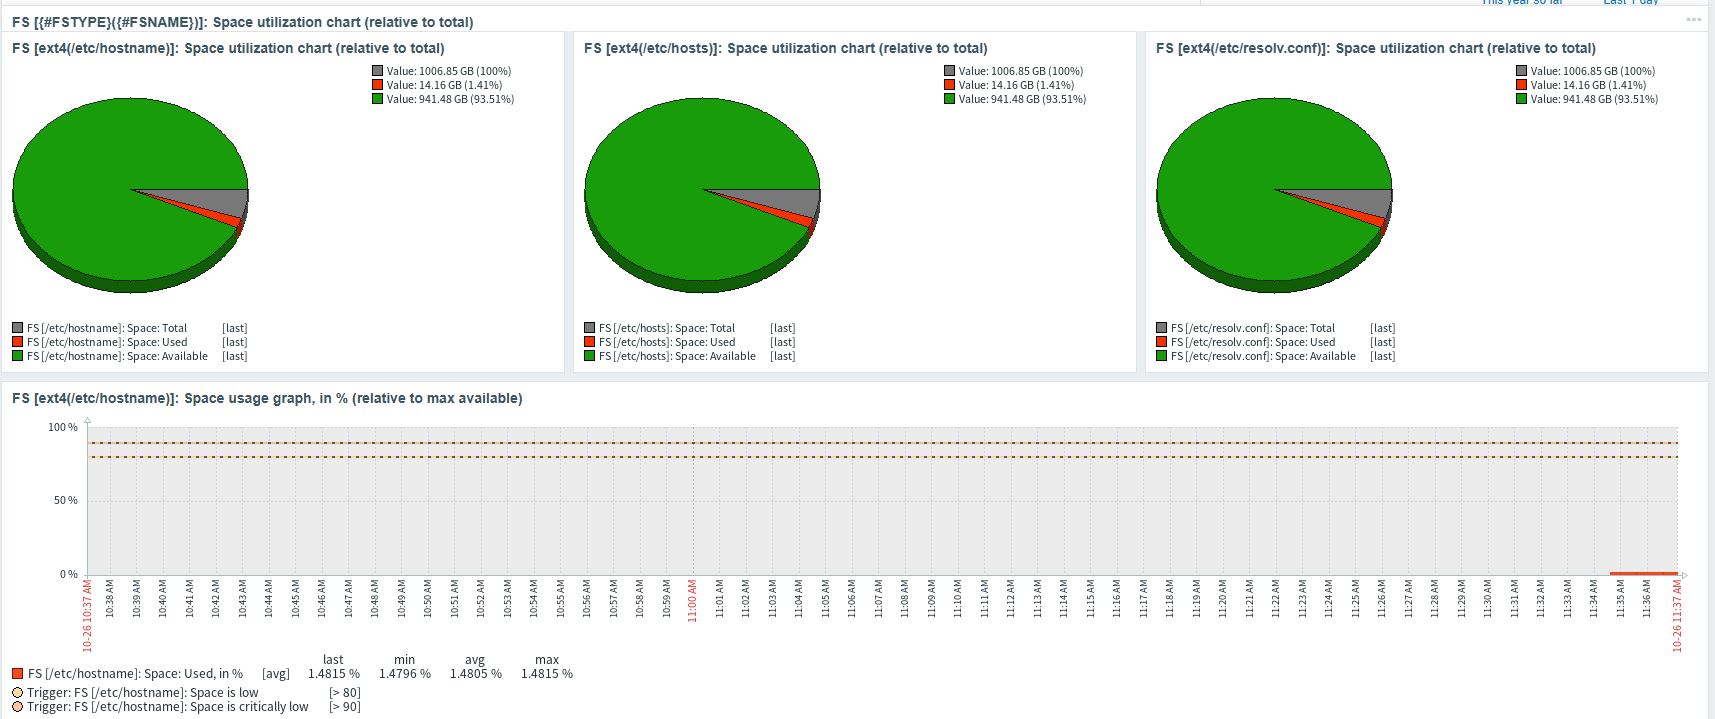 This year so far Last 1 day
FS [{#FSTYPE}({#FSNAME})]: Space utilization chart (relative to total)
FS [ext4(/etc/hostname)]: Space utilization chart (relative to total)
Value: 1006.85 GB (100%)
Value: 14.16 GB (1.41%)
Value: 941.48 GB (93.51%)
FS [/etc/hostname]: Space: Total [last]
FS [/etc/hostname]: Space: Used [last]
FS [/etc/hostname]: Space: Available [last]
FS [ext4(/etc/hosts)]: Space utilization chart (relative to total)
Value: 1006.85 GB (100%)
Value: 14.16 GB (1.41%)
Value: 941.48 GB (93.51%)
FS [/etc/hosts]: Space: Total [last]
FS [/etc/hosts]: Space: Used [last]
FS [/etc/hosts]: Space: Available [last]
FS [ext4(/etc/resolv.conf)]: Space utilization chart (relative to total)
Value: 1006.85 GB (100%)
Value: 14.16 GB (1.41%)
Value: 941.48 GB (93.51%)
FS [/etc/resolv.conf]: Space: Total [last]
FS [/etc/resolv.conf]: Space: Used [last]
FS [/etc/resolv.conf]: Space: Available [last]
FS [ext4(/etc/hostname)]: Space usage graph, in % (relative to max available)
100 %
50 %
0 %
10-26 10:37 AM
10:38 AM
10:39 AM
10:40 AM
10:41 AM
10:42 AM
10:43 AM
10:44 AM
10:45 AM
10:46 AM
10:47 AM
10:48 AM
10:49 AM
10:50 AM
10:51 AM
10:52 AM
10:53 AM
10:54 AM
10:55 AM
10:56 AM
10:57 AM
10:58 AM
10:59 AM
11:00 AM
11:01 AM
11:02 AM
11:03 AM
11:04 AM
11:05 AM
11:06 AM
11:07 AM
11:08 AM
11:09 AM
11:10 AM
11:11 AM
11:12 AM
11:13 AM
11:14 AM
11:15 AM
11:16 AM
11:17 AM
11:18 AM
11:19 AM
11:20 AM
11:21 AM
11:22 AM
11:23 AM
11:24 AM
11:25 AM
11:26 AM
11:27 AM
11:28 AM
11:29 AM
11:30 AM
11:31 AM
11:32 AM
11:33 AM
11:34 AM
11:35 AM
11:36 AM
10-26 11:37 AM
last min avg max
FS [/etc/hostname]: Space: Used, in % [avg] 1.4815 % 1.4796 % 1.4805 % 1.4815 %
Trigger: FS [/etc/hostname]: Space is low [> 80]
Trigger: FS [/etc/hostname]: Space is critically low [> 90]